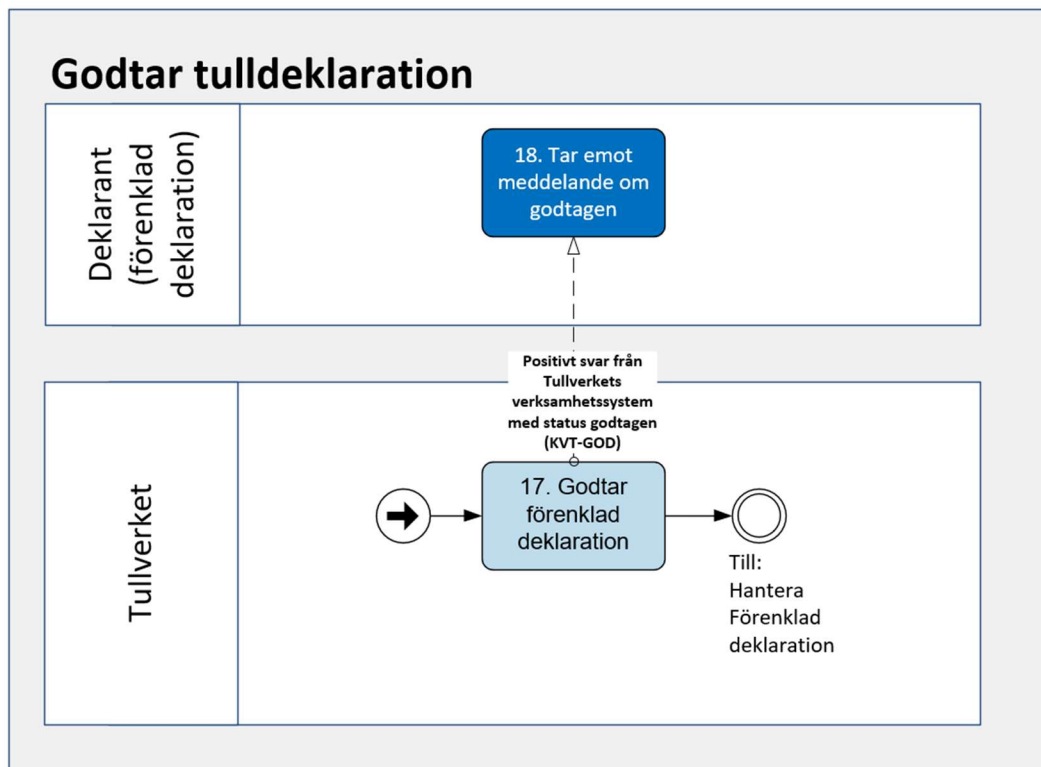 Godtar tulldeklaration
Deklarant
(förenklad
deklaration)
18. Tar emot
meddelande om
godtagen
Positivt svar från
Tullverkets
verksamhetssystem
med status godtagen
(KVT-GOD)
Tullverket
17. Godtar
förenklad
deklaration
Till:
Hantera
Förenklad
deklaration